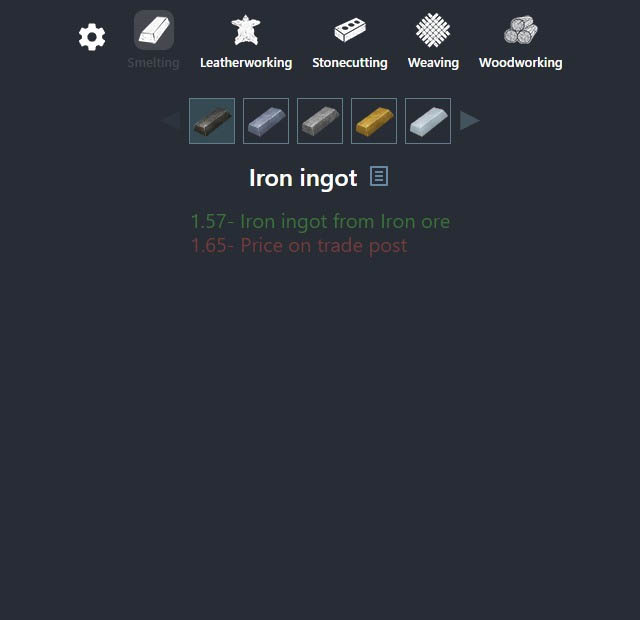 Smelting Leatherworking Stonecutting Weaving Woodworking
Iron ingot
1.57- Iron ingot from Iron ore
1.65- Price on trade post